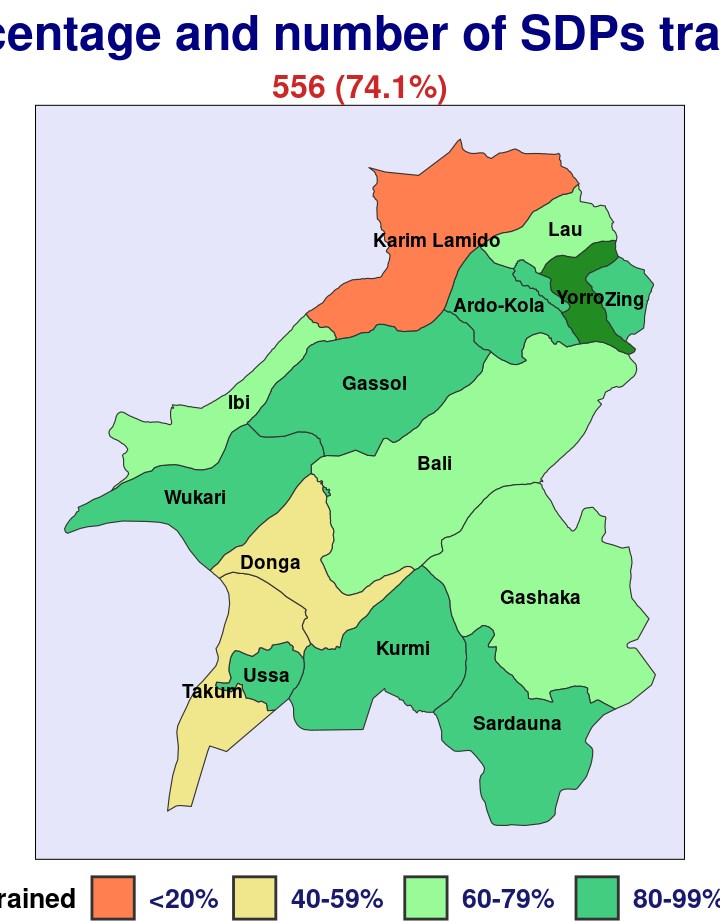 centage and number of SDPs tra
556 (74.1%)
Karim Lamido
Lau
Ardo-Kola
Yorro
Zing
Gassol
Ibi
Bali
Wukari
Donga
Gashaka
Kurmi
Ussa
Takum
Sardauna
rained <20% 40-59% 60-79% 80-99%